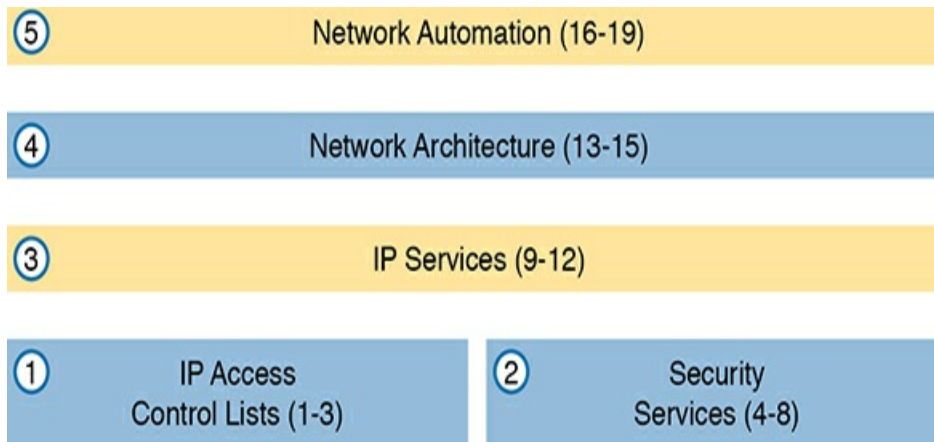 5 Network Automation (16-19)
4 Network Architecture (13-15)
3 IP Services (9-12)
1 IP Access
Control Lists (1-3)
2 Security
Services (4-8)